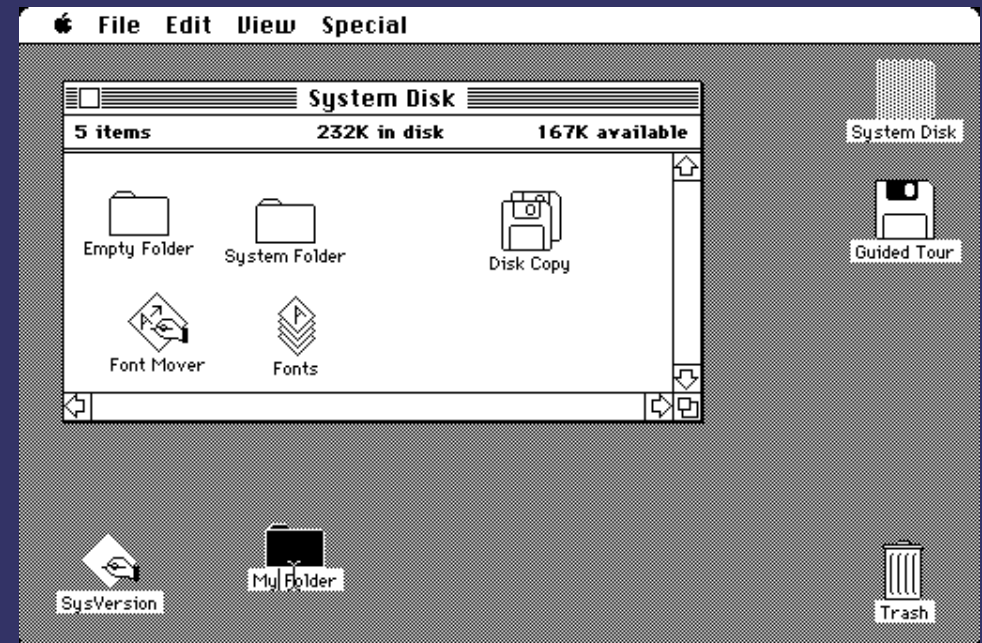 File Edit View Special
System Disk
5 items 232K in disk 167K available
Empty Folder
System Folder
Disk Copy
Font Mover
Fonts
System Disk
Guided Tour
SysVersion
My Folder
Trash